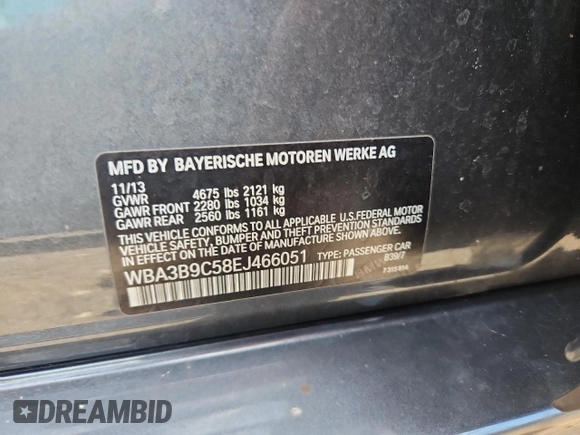 MFD BY BAYERISCHE MOTOREN WERKE AG
11/13
GVWR 4675 lbs 2121 kg
GAWR FRONT 2280 lbs 1034 kg
GAWR REAR 2560 lbs 1161 kg
THIS VEHICLE CONFORMS TO ALL APPLICABLE U.S.FEDERAL MOTOR
VEHICLE SAFETY, BUMPER AND THEFT PREVENTION STANDARDS
IN EFFECT ON THE DATE OF MANUFACTURE SHOWN ABOVE.
WBA3B9C58EJ466051 TYPE: PASSENGER CAR
B39/7
7315914
DREAMBID